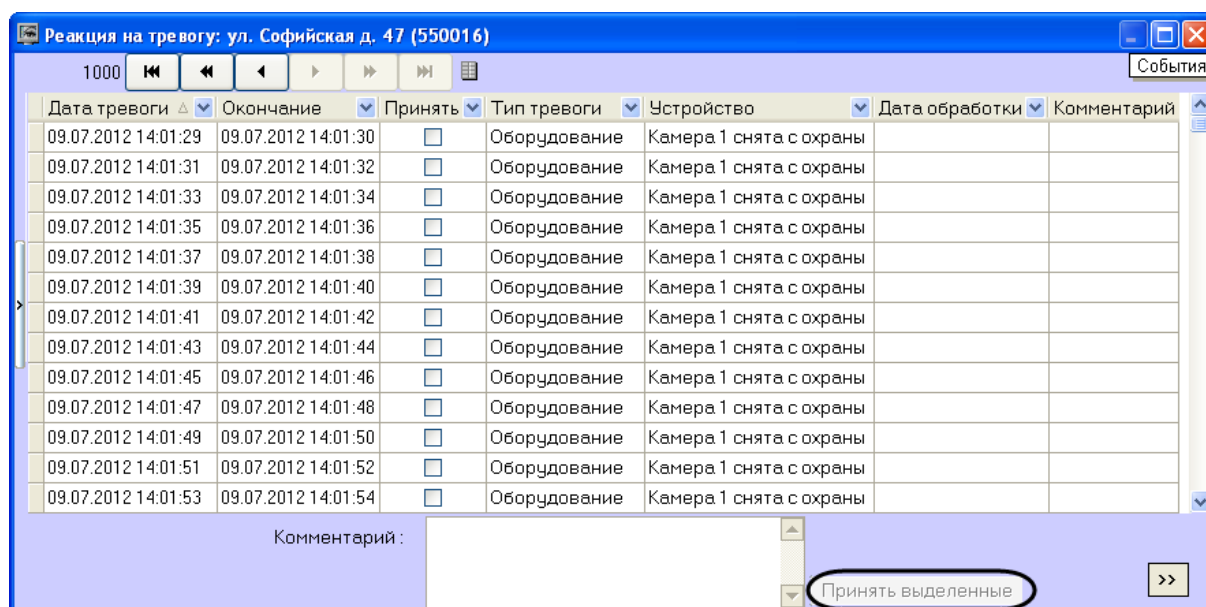 Реакция на тревогу: ул. Софийская д. 47 (550016)
1000
События
Дата тревоги Окончание Принять Тип тревоги Устройство Дата обработки Комментарий
09.07.2012 14:01:29 09.07.2012 14:01:30 Оборудование Камера 1 снята с охраны
09.07.2012 14:01:31 09.07.2012 14:01:32 Оборудование Камера 1 снята с охраны
09.07.2012 14:01:33 09.07.2012 14:01:34 Оборудование Камера 1 снята с охраны
09.07.2012 14:01:35 09.07.2012 14:01:36 Оборудование Камера 1 снята с охраны
09.07.2012 14:01:37 09.07.2012 14:01:38 Оборудование Камера 1 снята с охраны
09.07.2012 14:01:39 09.07.2012 14:01:40 Оборудование Камера 1 снята с охраны
09.07.2012 14:01:41 09.07.2012 14:01:42 Оборудование Камера 1 снята с охраны
09.07.2012 14:01:43 09.07.2012 14:01:44 Оборудование Камера 1 снята с охраны
09.07.2012 14:01:45 09.07.2012 14:01:46 Оборудование Камера 1 снята с охраны
09.07.2012 14:01:47 09.07.2012 14:01:48 Оборудование Камера 1 снята с охраны
09.07.2012 14:01:49 09.07.2012 14:01:50 Оборудование Камера 1 снята с охраны
09.07.2012 14:01:51 09.07.2012 14:01:52 Оборудование Камера 1 снята с охраны
09.07.2012 14:01:53 09.07.2012 14:01:54 Оборудование Камера 1 снята с охраны
Комментарий :
Принять выделенные >>